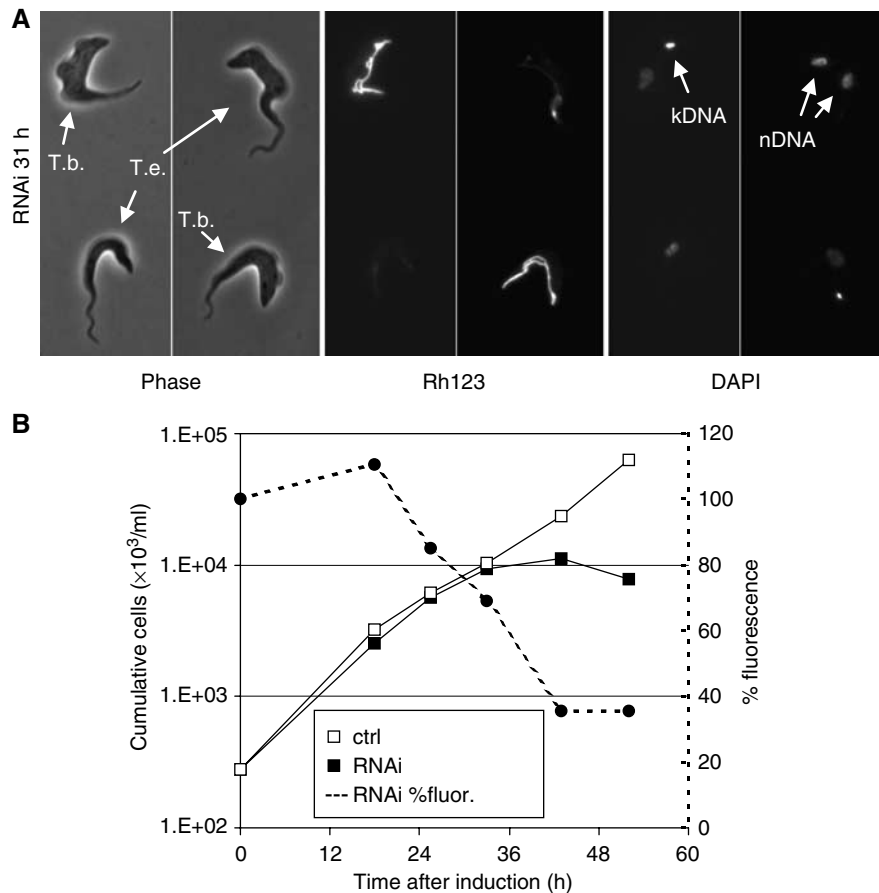 A
RNAi 31 h
T.b.
T.e.
T.b.
kDNA
nDNA
Phase
Rh123
DAPI
B
1.E+05
1.E+04
1.E+03
1.E+02
Cumulative cells (×10³/ml)
120
100
80
60
40
20
0
% fluorescence
ctrl
RNAi
RNAi %fluor.
0
12
24
36
48
60
Time after induction (h)